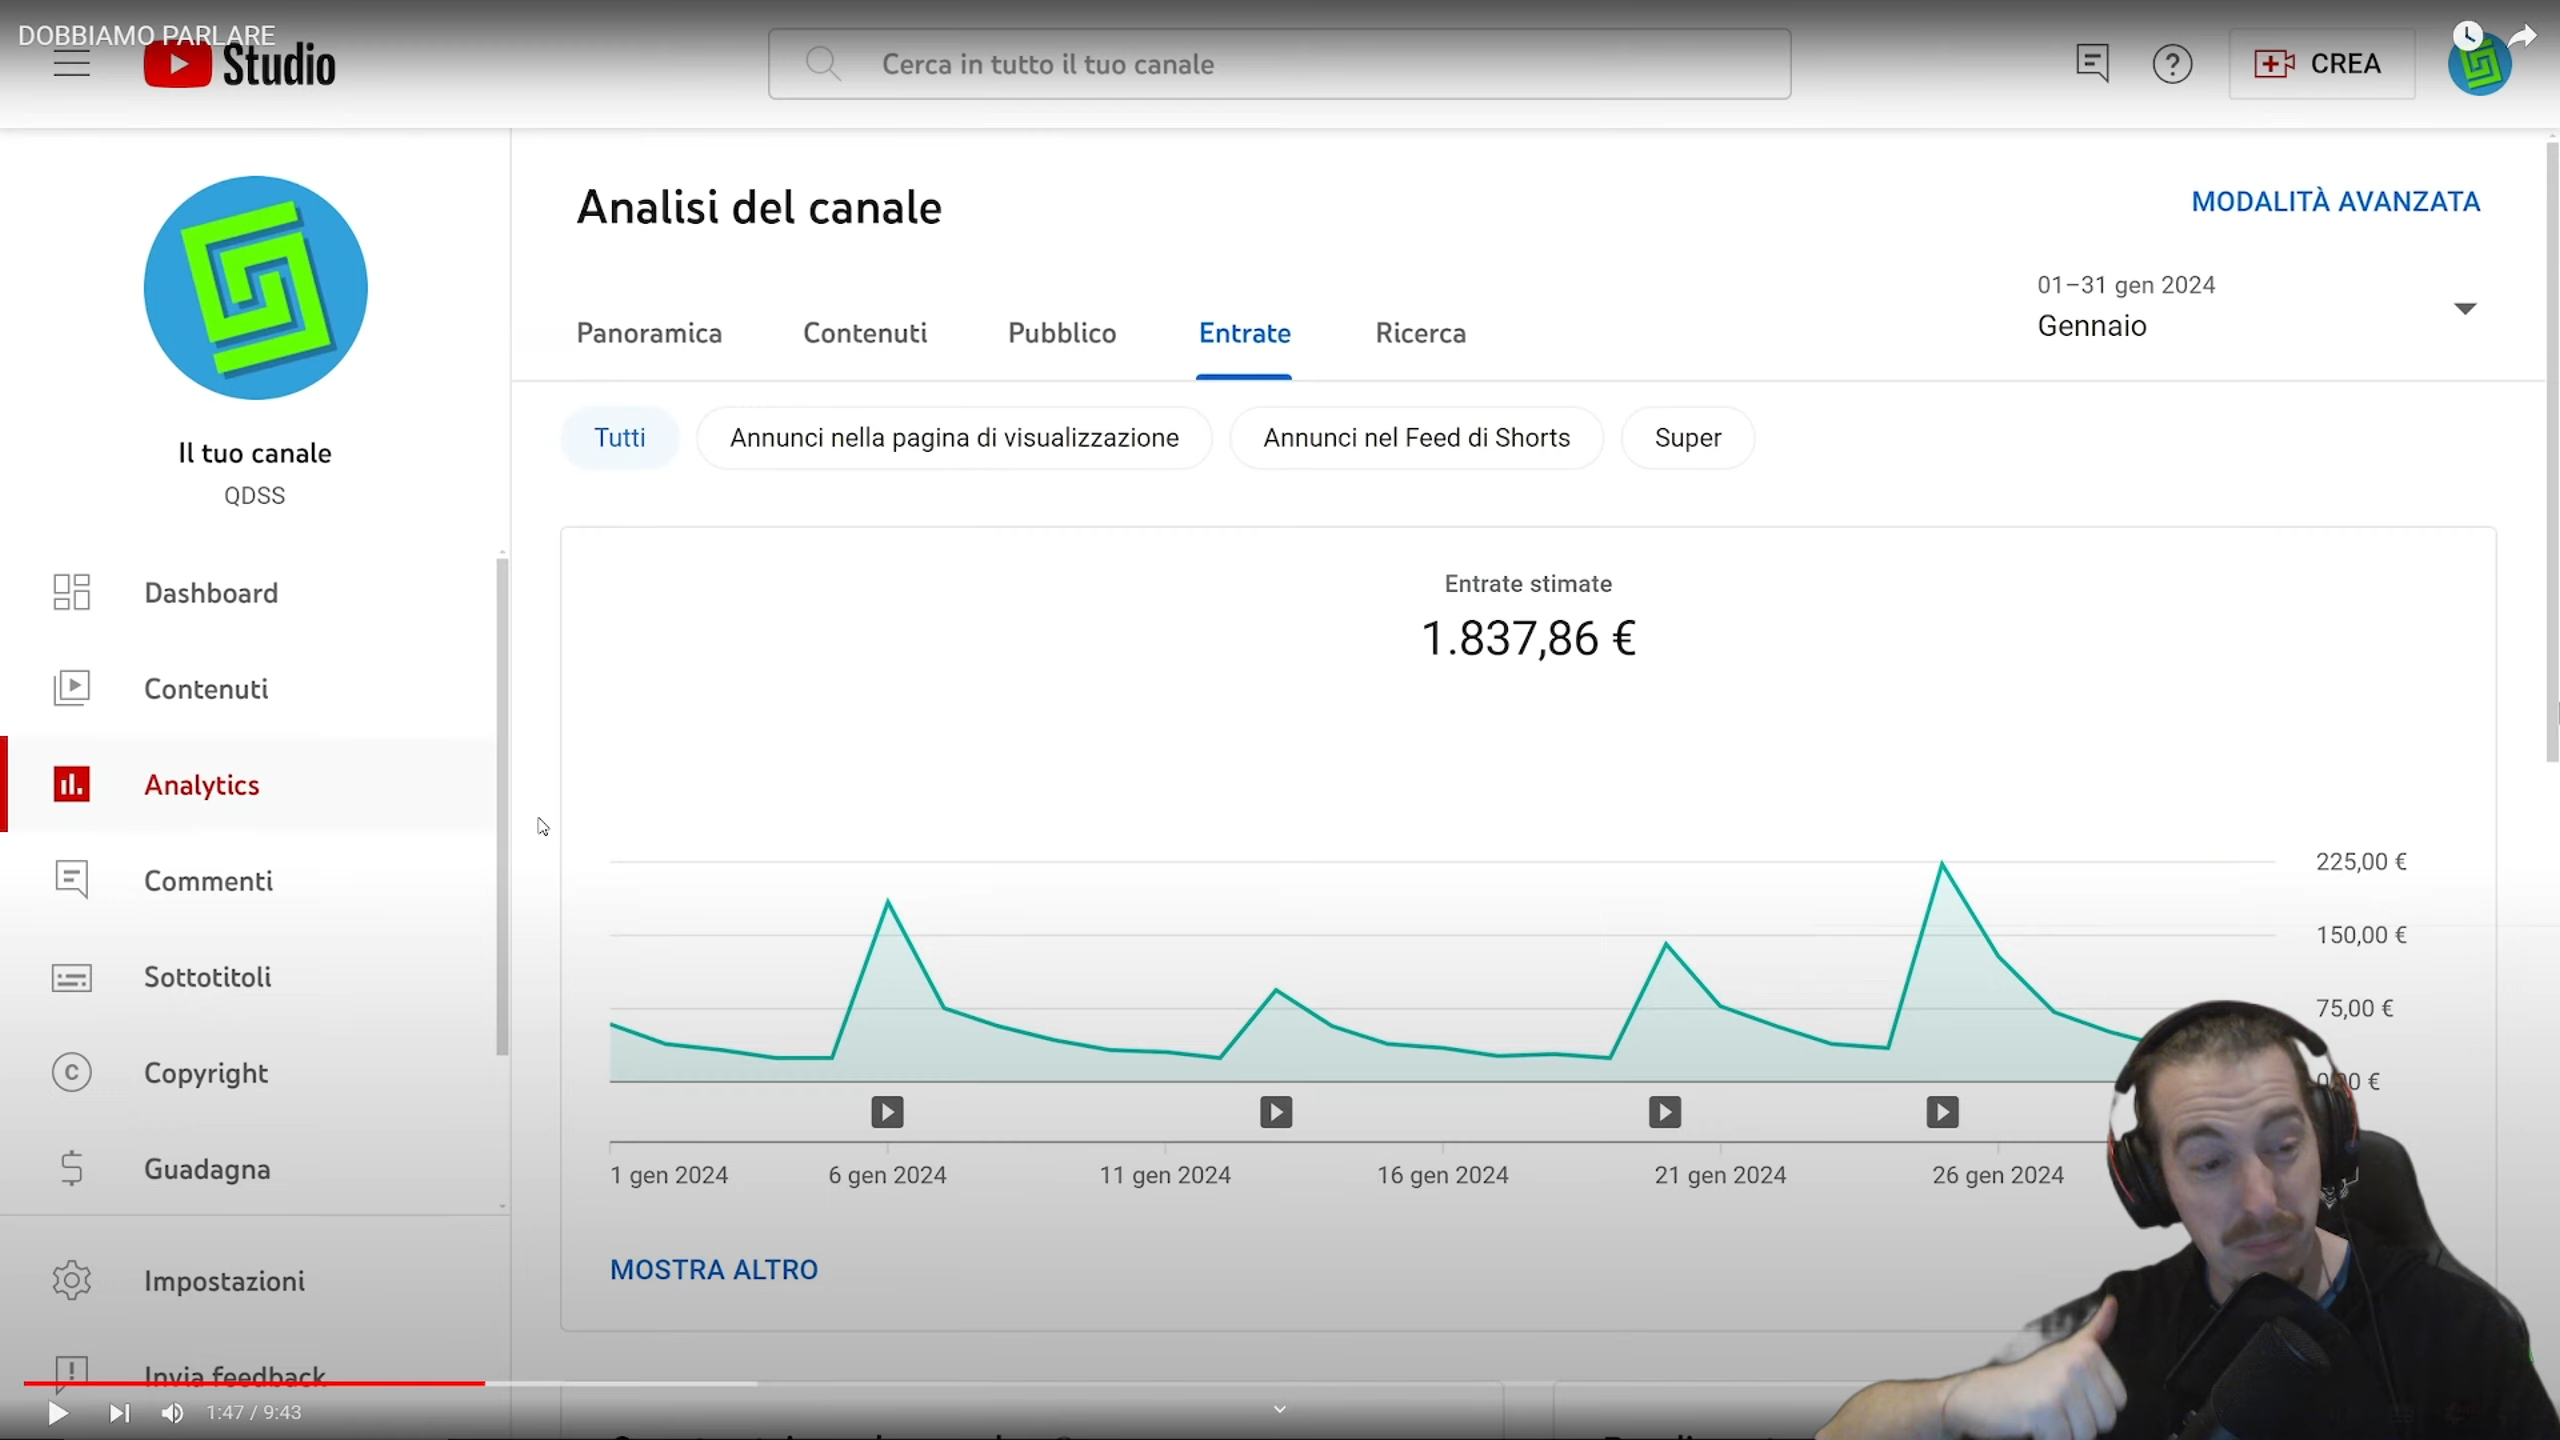 DOBBIAMO PARLARE
Studio
Cerca in tutto il tuo canale
CREA
Analisi del canale
MODALITÀ AVANZATA
01–31 gen 2024
Gennaio
Panoramica
Contenuti
Pubblico
Entrate
Ricerca
Tutti
Annunci nella pagina di visualizzazione
Annunci nel Feed di Shorts
Super
Il tuo canale
QDSS
Dashboard
Contenuti
Analytics
Commenti
Sottotitoli
Copyright
Guadagna
Impostazioni
Invia feedback
Entrate stimate
1.837,86 €
225,00 €
150,00 €
75,00 €
1 gen 2024
6 gen 2024
11 gen 2024
16 gen 2024
21 gen 2024
26 gen 2024
MOSTRA ALTRO
1:47 / 9:43